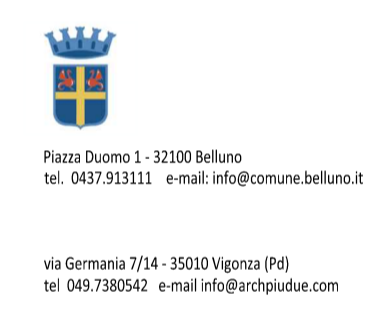 Piazza Duomo 1 - 32100 Belluno
tel. 0437.913111 e-mail: info@comune.belluno.it
via Germania 7/14 - 35010 Vigonza (Pd)
tel 049.7380542 e-mail info@archpiudue.com